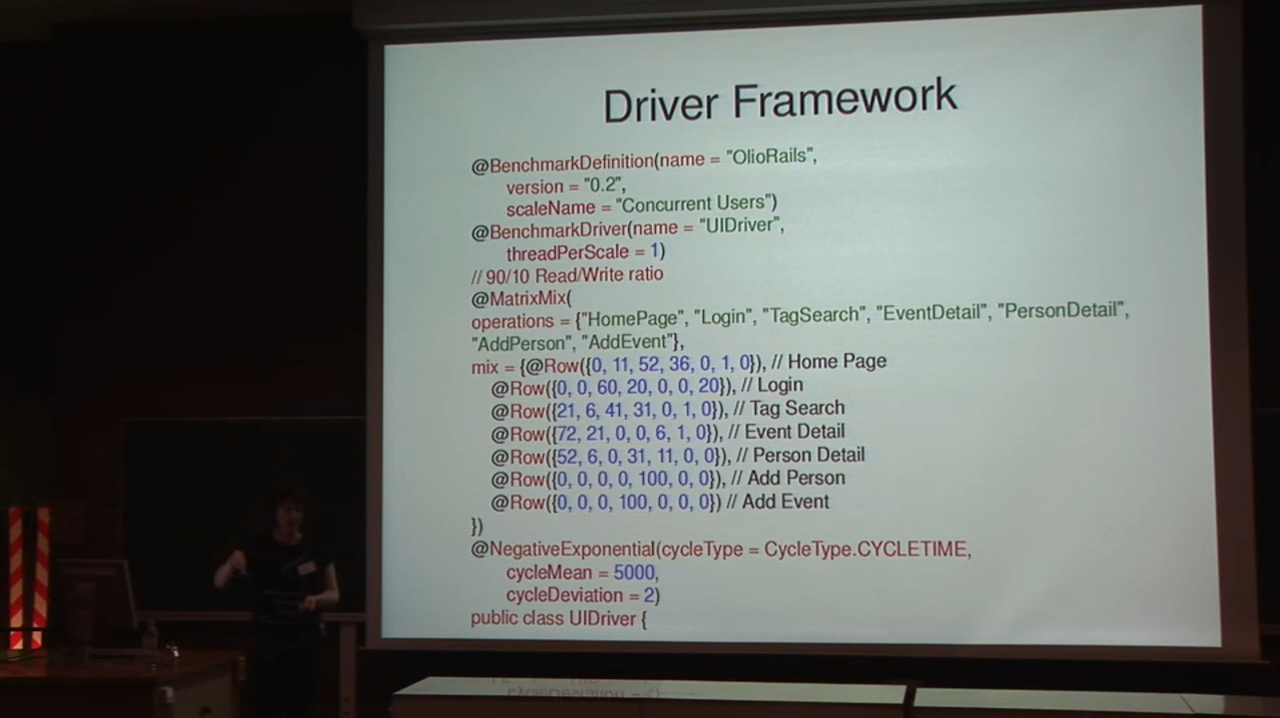 Driver Framework
@BenchmarkDefinition(name = "OlioRails",
version = "0.2",
scaleName = "Concurrent Users")
@BenchmarkDriver(name = "UIDriver",
threadPerScale = 1)
// 90/10 Read/Write ratio
@MatrixMix(
operations = {"HomePage", "Login", "TagSearch", "EventDetail", "PersonDetail",
"AddPerson", "AddEvent"},
mix = {@Row({0, 11, 52, 36, 0, 1, 0}), // Home Page
@Row({0, 0, 60, 20, 0, 0, 20}), // Login
@Row({21, 6, 41, 31, 0, 1, 0}), // Tag Search
@Row({72, 21, 0, 0, 6, 1, 0}), // Event Detail
@Row({52, 6, 0, 31, 11, 0, 0}), // Person Detail
@Row({0, 0, 0, 0, 100, 0, 0}), // Add Person
@Row({0, 0, 0, 100, 0, 0, 0}) // Add Event
})
@NegativeExponential(cycleType = CycleType.CYCLETIME,
cycleMean = 5000,
cycleDeviation = 2)
public class UIDriver {